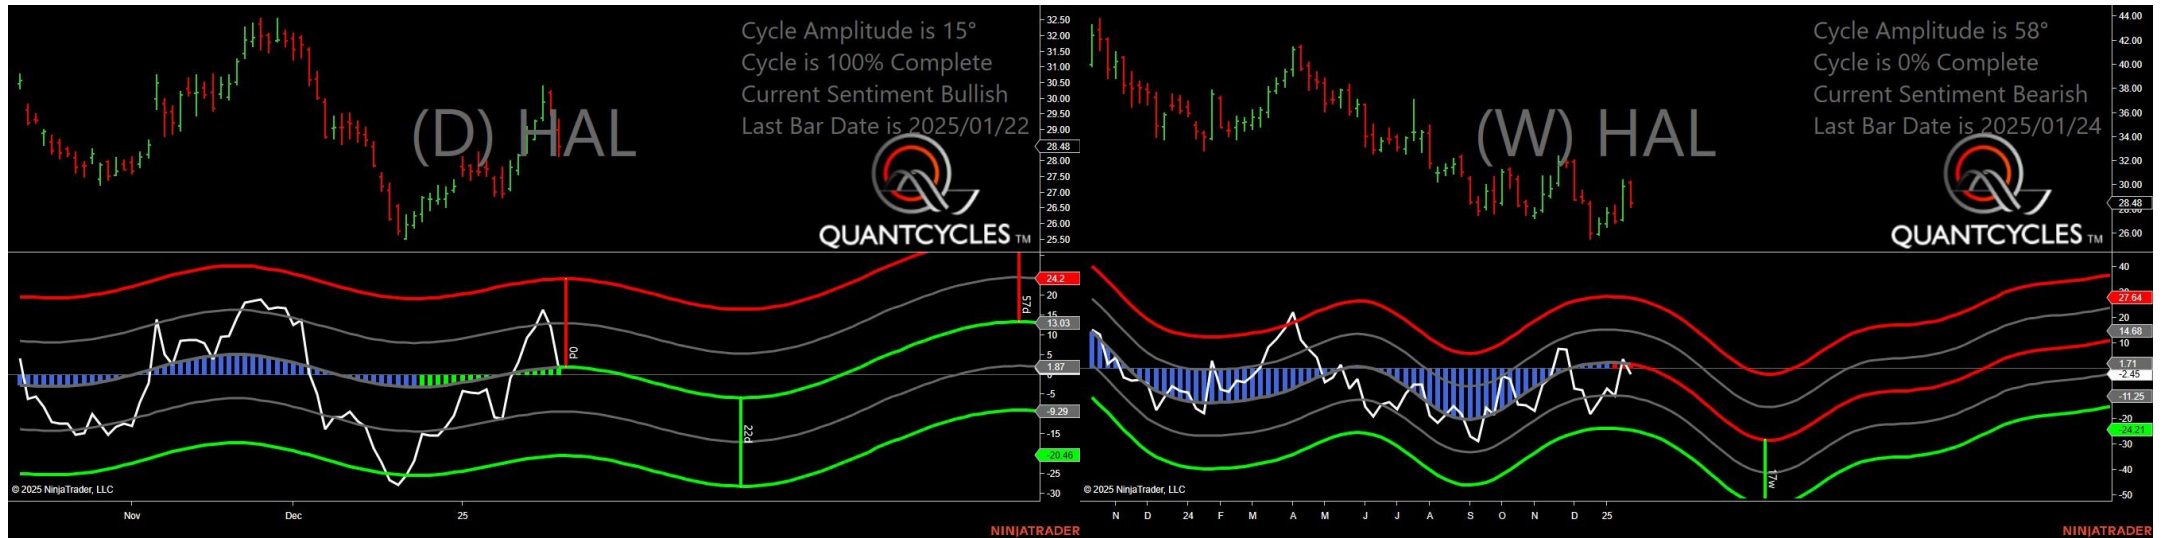 Cycle Amplitude is 15°
Cycle is 100% Complete
Current Sentiment Bullish
Last Bar Date is 2025/01/22
(D) HAL
QUANTCYCLES TM
32.50
32.00
31.50
31.00
30.50
30.00
29.50
29.00
28.48
28.00
27.50
27.00
26.50
26.00
25.50
24.2
20
15
13.03
10
5
1.87
-5
-9.29
-15
-20.46
-25
-30
0d
22d
57d
© 2025 NinjaTrader, LLC
Nov
Dec
25
NINJATRADER
Cycle Amplitude is 58°
Cycle is 0% Complete
Current Sentiment Bearish
Last Bar Date is 2025/01/24
(W) HAL
QUANTCYCLES TM
44.00
42.00
40.00
38.00
36.00
34.00
32.00
30.00
28.48
26.00
40
27.64
20
14.68
10
1.71
-2.45
-11.25
-20
-24.21
-30
-40
-50
17w
© 2025 NinjaTrader, LLC
N D 24 F M A M J J A S O N D 25
NINJATRADER